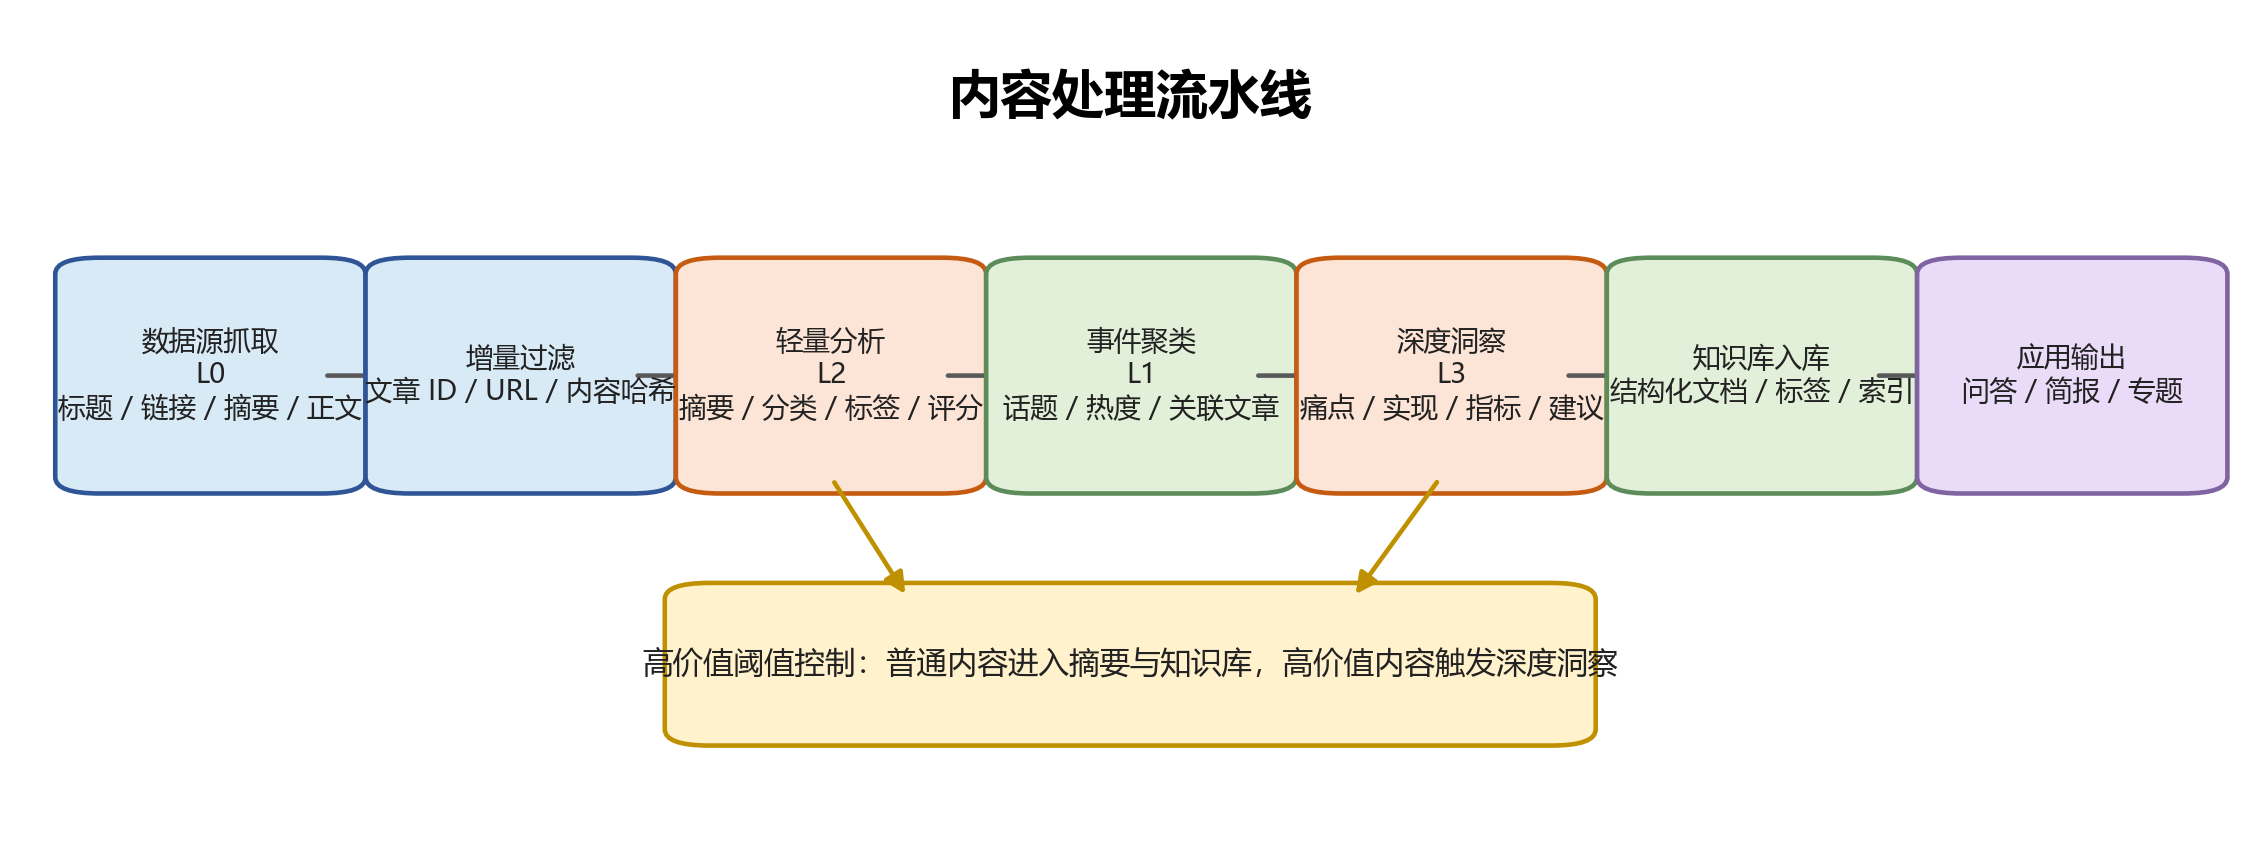 内容处理流水线
数据源抓取
L0
标题 / 链接 / 摘要 / 正文
增量过滤
文章 ID / URL / 内容哈希
轻量分析
L2
摘要 / 分类 / 标签 / 评分
事件聚类
L1
话题 / 热度 / 关联文章
深度洞察
L3
痛点 / 实现 / 指标 / 建议
知识库入库
结构化文档 / 标签 / 索引
应用输出
问答 / 简报 / 专题
高价值阈值控制：普通内容进入摘要与知识库，高价值内容触发深度洞察